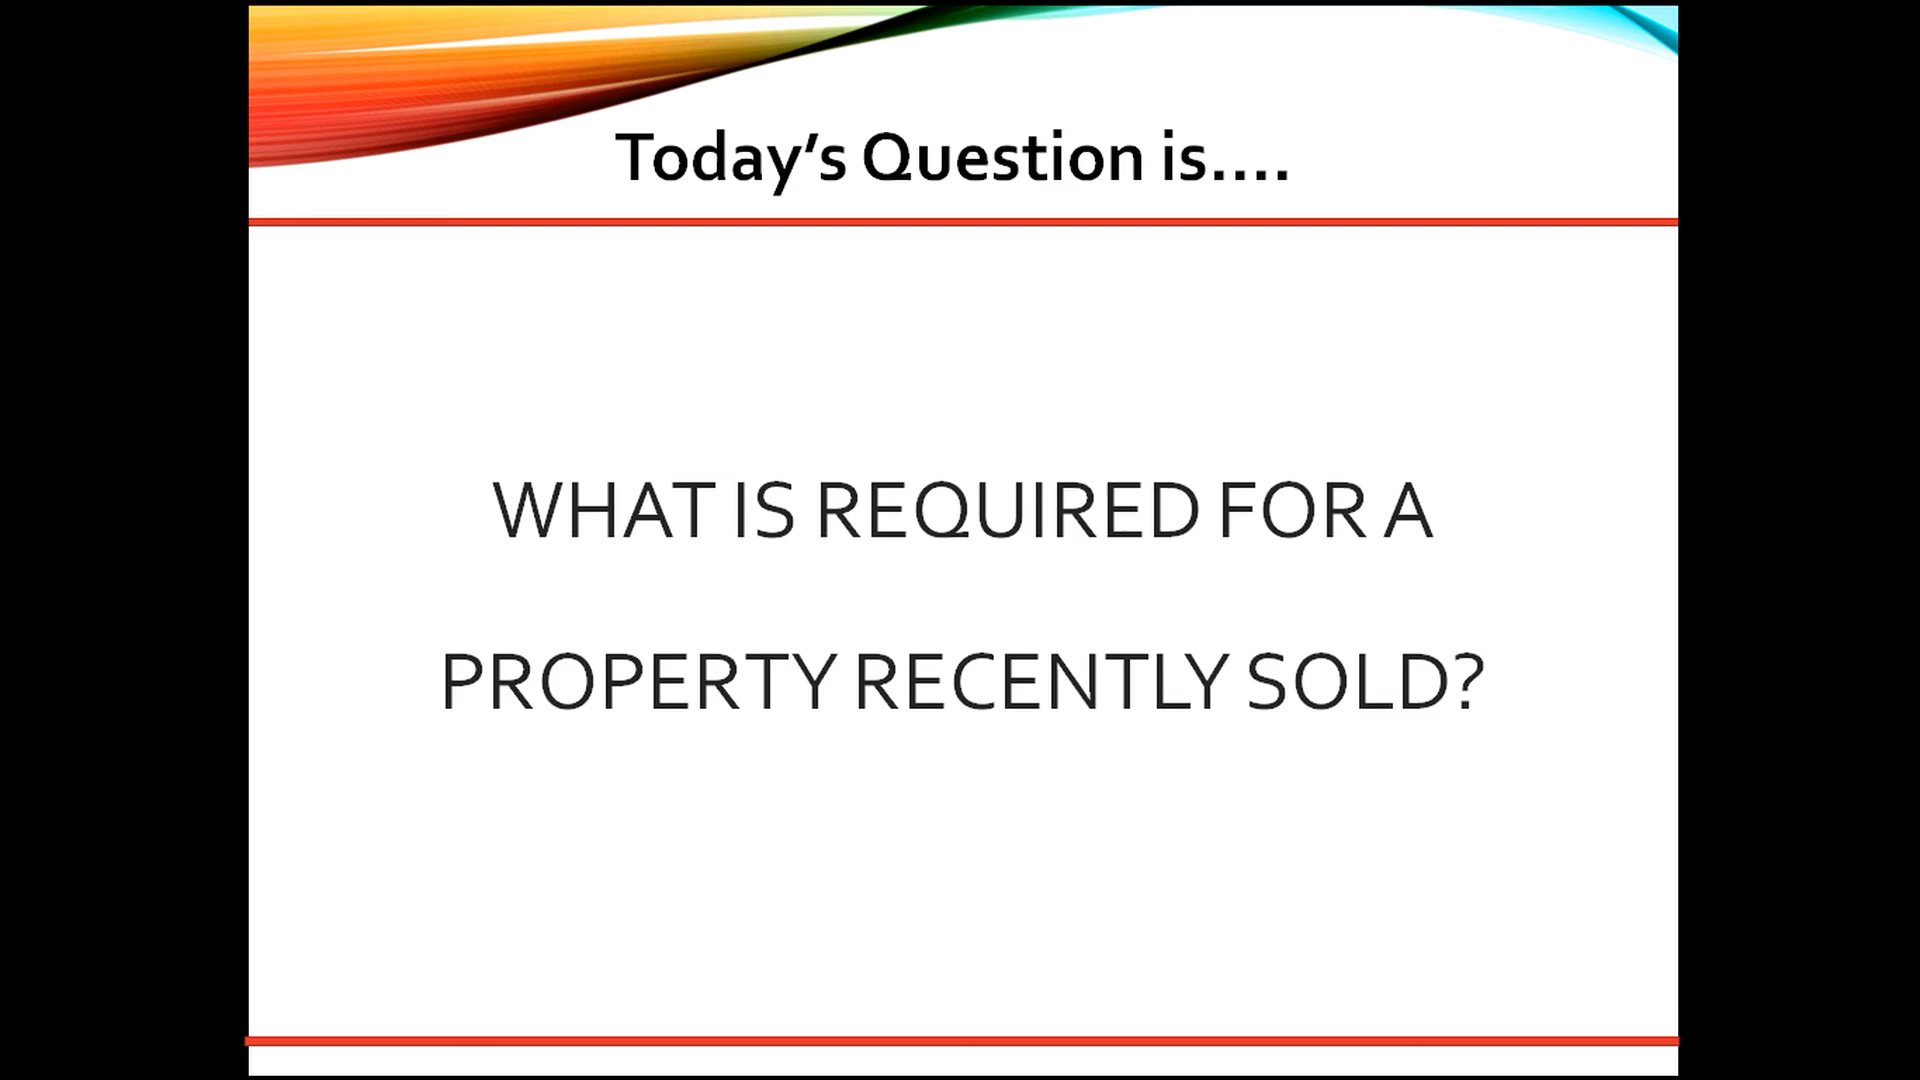 Today’s Question is....
WHAT IS REQUIRED FOR A
PROPERTY RECENTLY SOLD?